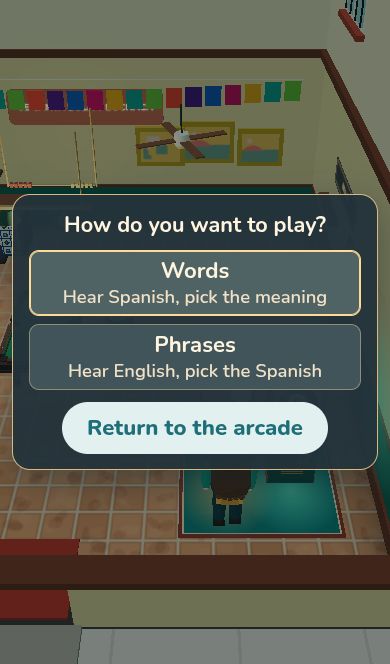 How do you want to play?
Words
Hear Spanish, pick the meaning
Phrases
Hear English, pick the Spanish
Return to the arcade